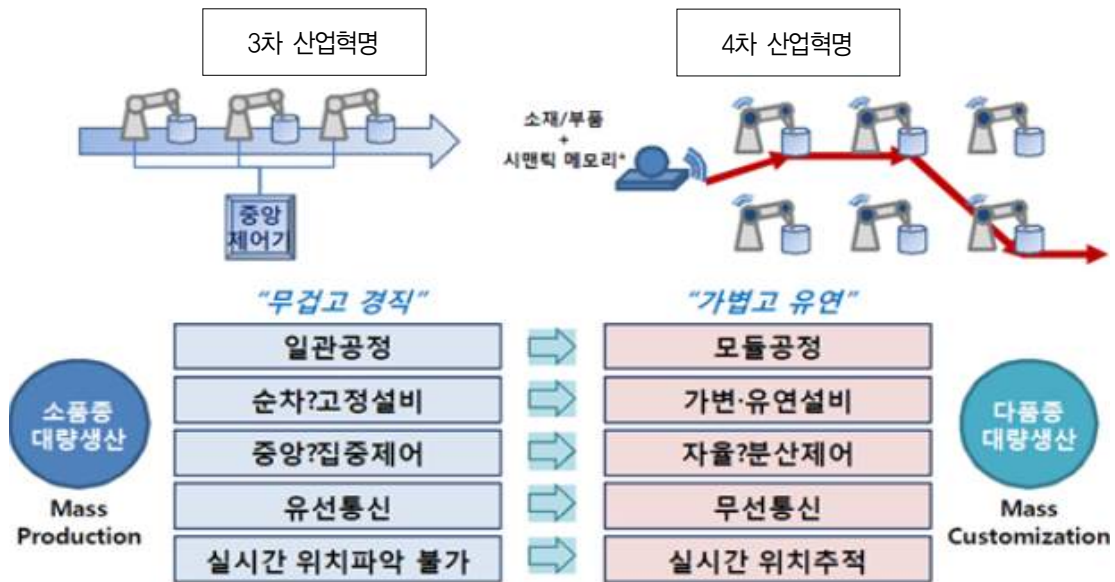 3차 산업혁명
4차 산업혁명
소재/부품
+
시맨틱 메모리*
중앙
제어기
"무겁고 경직"
"가볍고 유연"
일관공정
모듈공정
순차?고정설비
가변·유연설비
중앙?집중제어
자율?분산제어
유선통신
무선통신
실시간 위치파악 불가
실시간 위치추적
소품종
대량생산
Mass
Production
다품종
대량생산
Mass
Customization